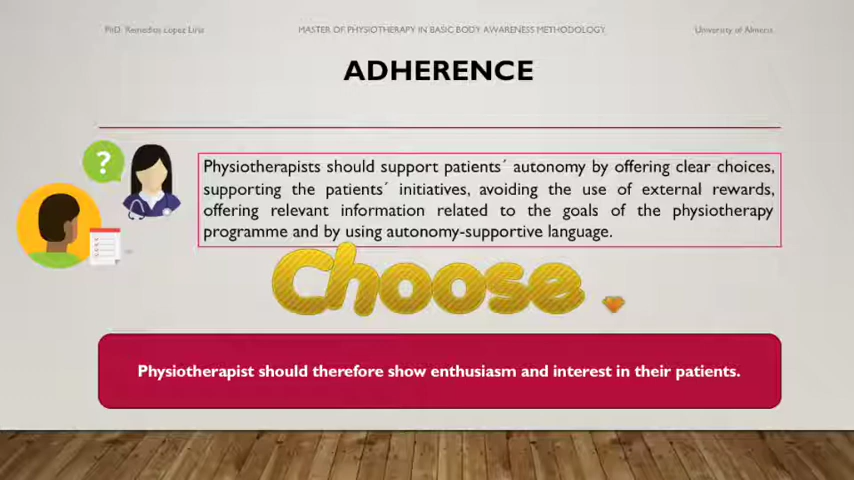 PhD. Remedios López Liria
MASTER OF PHYSIOTHERAPY IN BASIC BODY AWARENESS METHODOLOGY
University of Almería
ADHERENCE
?
Physiotherapists should support patients´ autonomy by offering clear choices,
supporting the patients´ initiatives, avoiding the use of external rewards,
offering relevant information related to the goals of the physiotherapy
programme and by using autonomy-supportive language.
Choose
Physiotherapist should therefore show enthusiasm and interest in their patients.